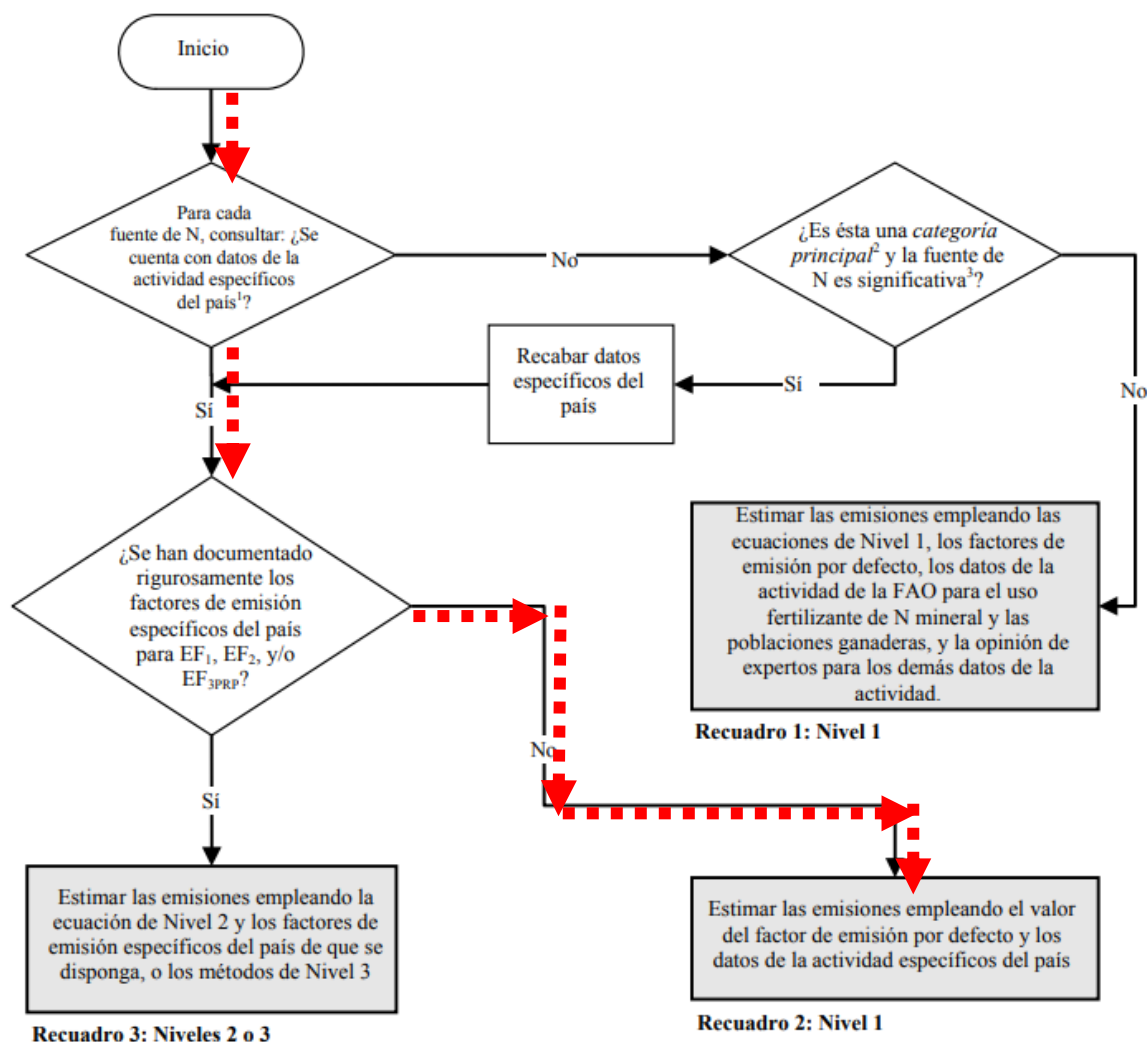 Inicio
Para cada
fuente de N, consultar: ¿Se
cuenta con datos de la
actividad específicos
del país¹?
No
¿Es ésta una categoría
principal² y la fuente de
N es significativa³?
Recabar datos
específicos del
país
Sí
No
Sí
¿Se han documentado
rigurosamente los
factores de emisión
específicos del país
para EF₁, EF₂, y/o
EF₃PRP?
Estimar las emisiones empleando las
ecuaciones de Nivel 1, los factores de
emisión por defecto, los datos de la
actividad de la FAO para el uso
fertilizante de N mineral y las
poblaciones ganaderas, y la opinión de
expertos para los demás datos de la
actividad.
Recuadro 1: Nivel 1
No
Sí
Estimar las emisiones empleando la
ecuación de Nivel 2 y los factores de
emisión específicos del país de que se
disponga, o los métodos de Nivel 3
Recuadro 3: Niveles 2 o 3
Estimar las emisiones empleando el valor
del factor de emisión por defecto y los
datos de la actividad específicos del país
Recuadro 2: Nivel 1